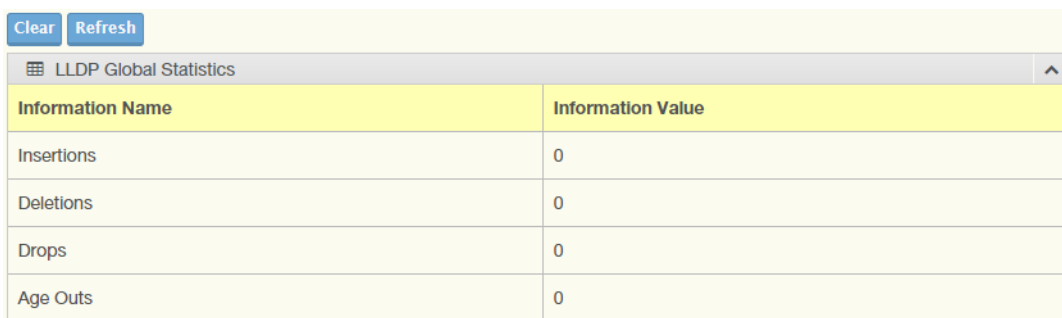 Clear Refresh
LLDP Global Statistics
Information Name Information Value
Insertions 0
Deletions 0
Drops 0
Age Outs 0